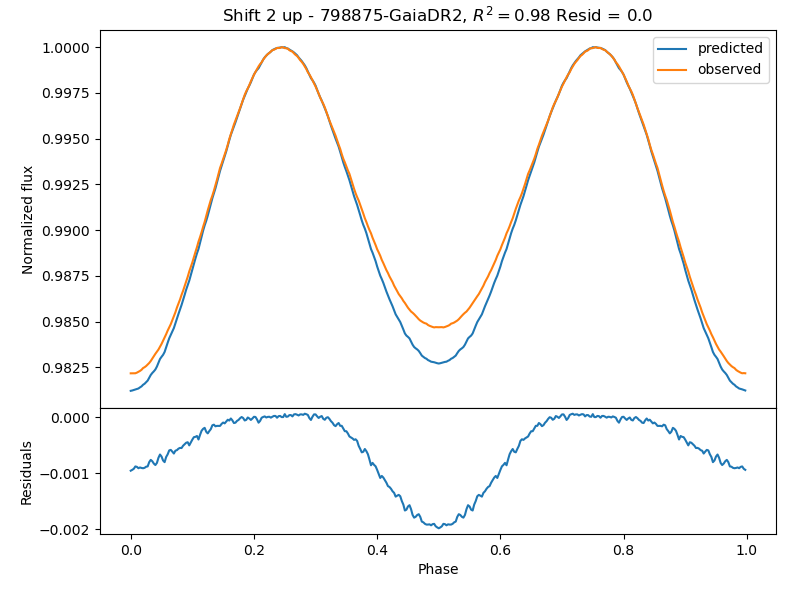 Shift 2 up - 798875-GaiaDR2, R² = 0.98 Resid = 0.0
predicted
observed
Normalized flux
1.0000
0.9975
0.9950
0.9925
0.9900
0.9875
0.9850
0.9825
Residuals
0.000
−0.001
−0.002
0.0 0.2 0.4 0.6 0.8 1.0
Phase